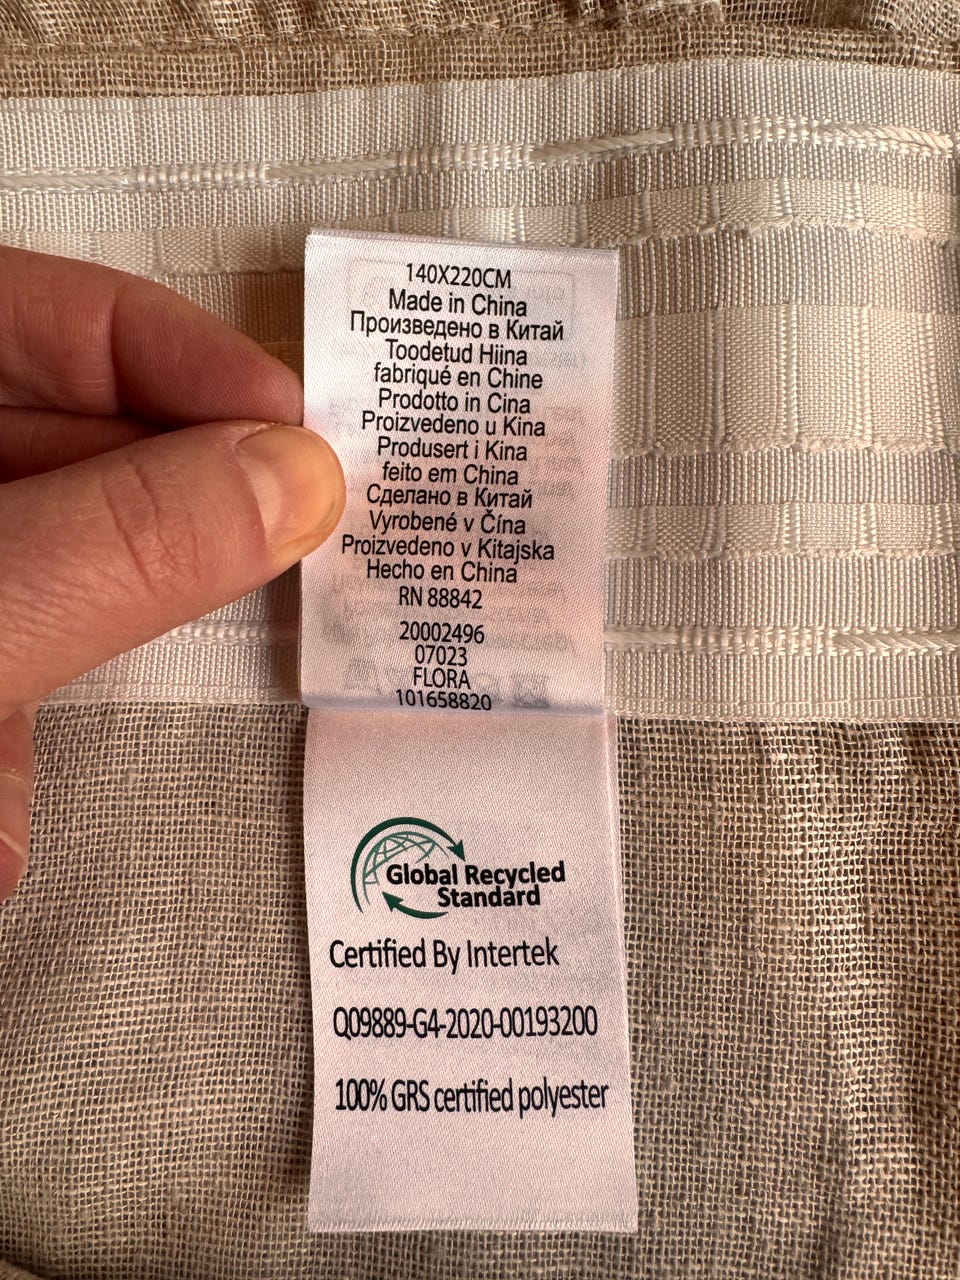 140X220CM
Made in China
Произведено в Китай
Toodetud Hiina
fabriqué en Chine
Prodotto in Cina
Proizvedeno u Kina
Produsert i Kina
feito em China
Сделано в Китай
Vyrobené v Čína
Proizvedeno v Kitajska
Hecho en China
RN 88842
20002496
07023
FLORA
101658820
Global Recycled
Standard
Certified By Intertek
Q09889-G4-2020-00193200
100% GRS certified polyester